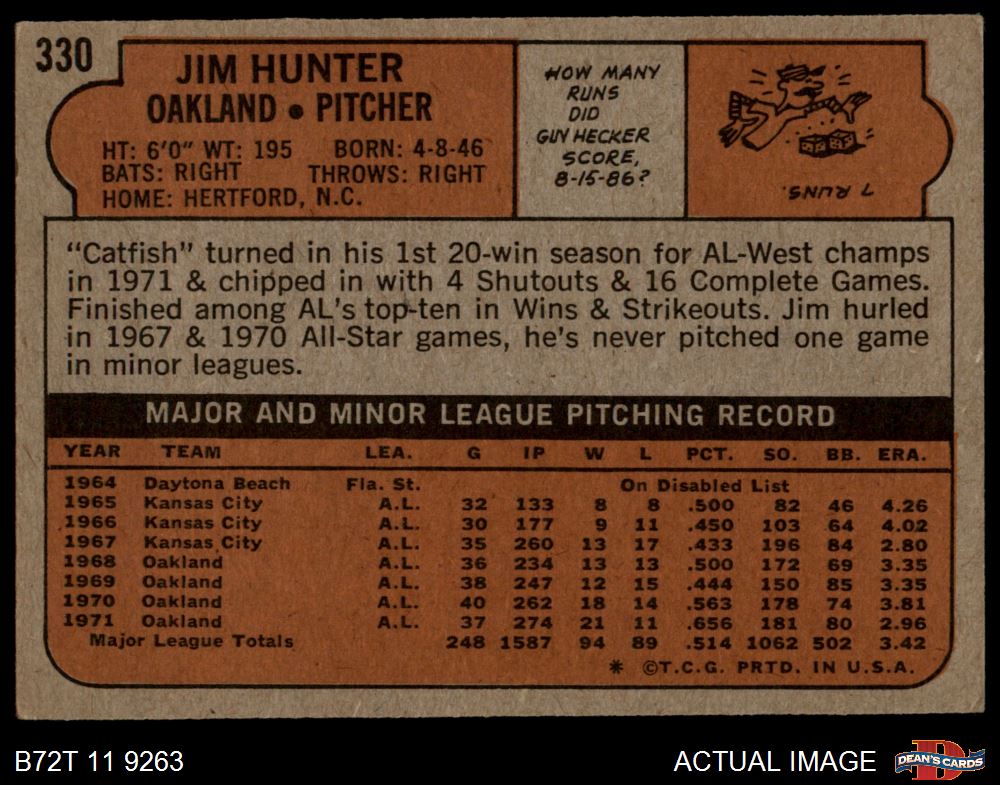 330
JIM HUNTER
OAKLAND • PITCHER
HT: 6'0" WT: 195 BORN: 4-8-46
BATS: RIGHT THROWS: RIGHT
HOME: HERTFORD, N.C.
HOW MANY
RUNS
DID
GUY HECKER
SCORE,
8-15-86?
7 RUNS.
"Catfish" turned in his 1st 20-win season for AL-West champs
in 1971 & chipped in with 4 Shutouts & 16 Complete Games.
Finished among AL's top-ten in Wins & Strikeouts. Jim hurled
in 1967 & 1970 All-Star games, he's never pitched one game
in minor leagues.
MAJOR AND MINOR LEAGUE PITCHING RECORD
YEAR TEAM LEA. G IP W L PCT. SO. BB. ERA.
1964 Daytona Beach Fla. St. On Disabled List
1965 Kansas City A.L. 32 133 8 8 .500 82 46 4.26
1966 Kansas City A.L. 30 177 9 11 .450 103 64 4.02
1967 Kansas City A.L. 35 260 13 17 .433 196 84 2.80
1968 Oakland A.L. 36 234 13 13 .500 172 69 3.35
1969 Oakland A.L. 38 247 12 15 .444 150 85 3.35
1970 Oakland A.L. 40 262 18 14 .563 178 74 3.81
1971 Oakland A.L. 37 274 21 11 .656 181 80 2.96
Major League Totals 248 1587 94 89 .514 1062 502 3.42
* ©T.C.G. PRTD. IN U.S.A.
B72T 11 9263
ACTUAL IMAGE
DEAN'S CARDS